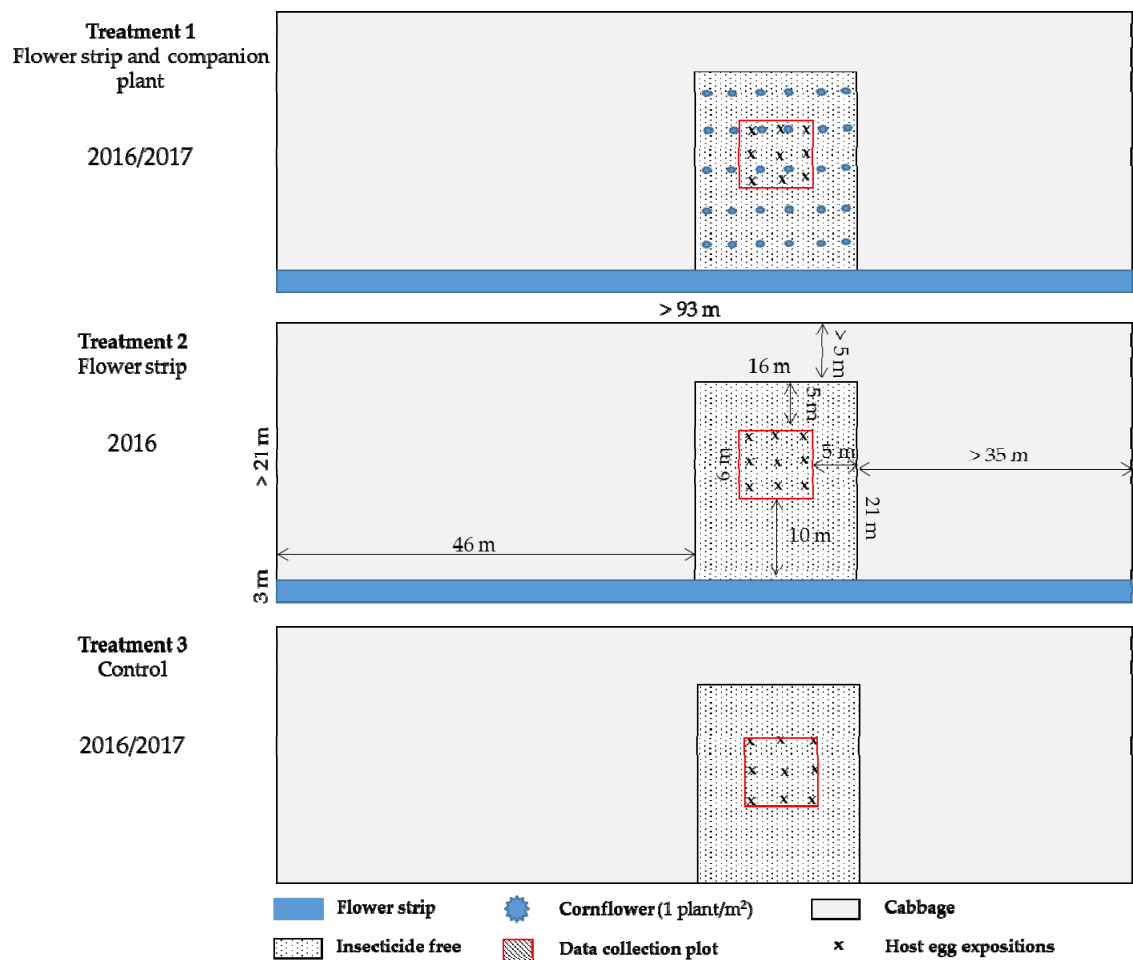 Treatment 1
Flower strip and companion
plant
2016/2017
> 93 m
Treatment 2
Flower strip
2016
> 21 m
3 m
46 m
16 m
> 5 m
5 m
6 m
5 m
10 m
21 m
> 35 m
x x x
x x x
x x x
x x x
x x x
x x x
Treatment 3
Control
2016/2017
x x x
x x x
x x x
Flower strip
Cornflower (1 plant/m²)
Cabbage
Insecticide free
Data collection plot
x Host egg expositions